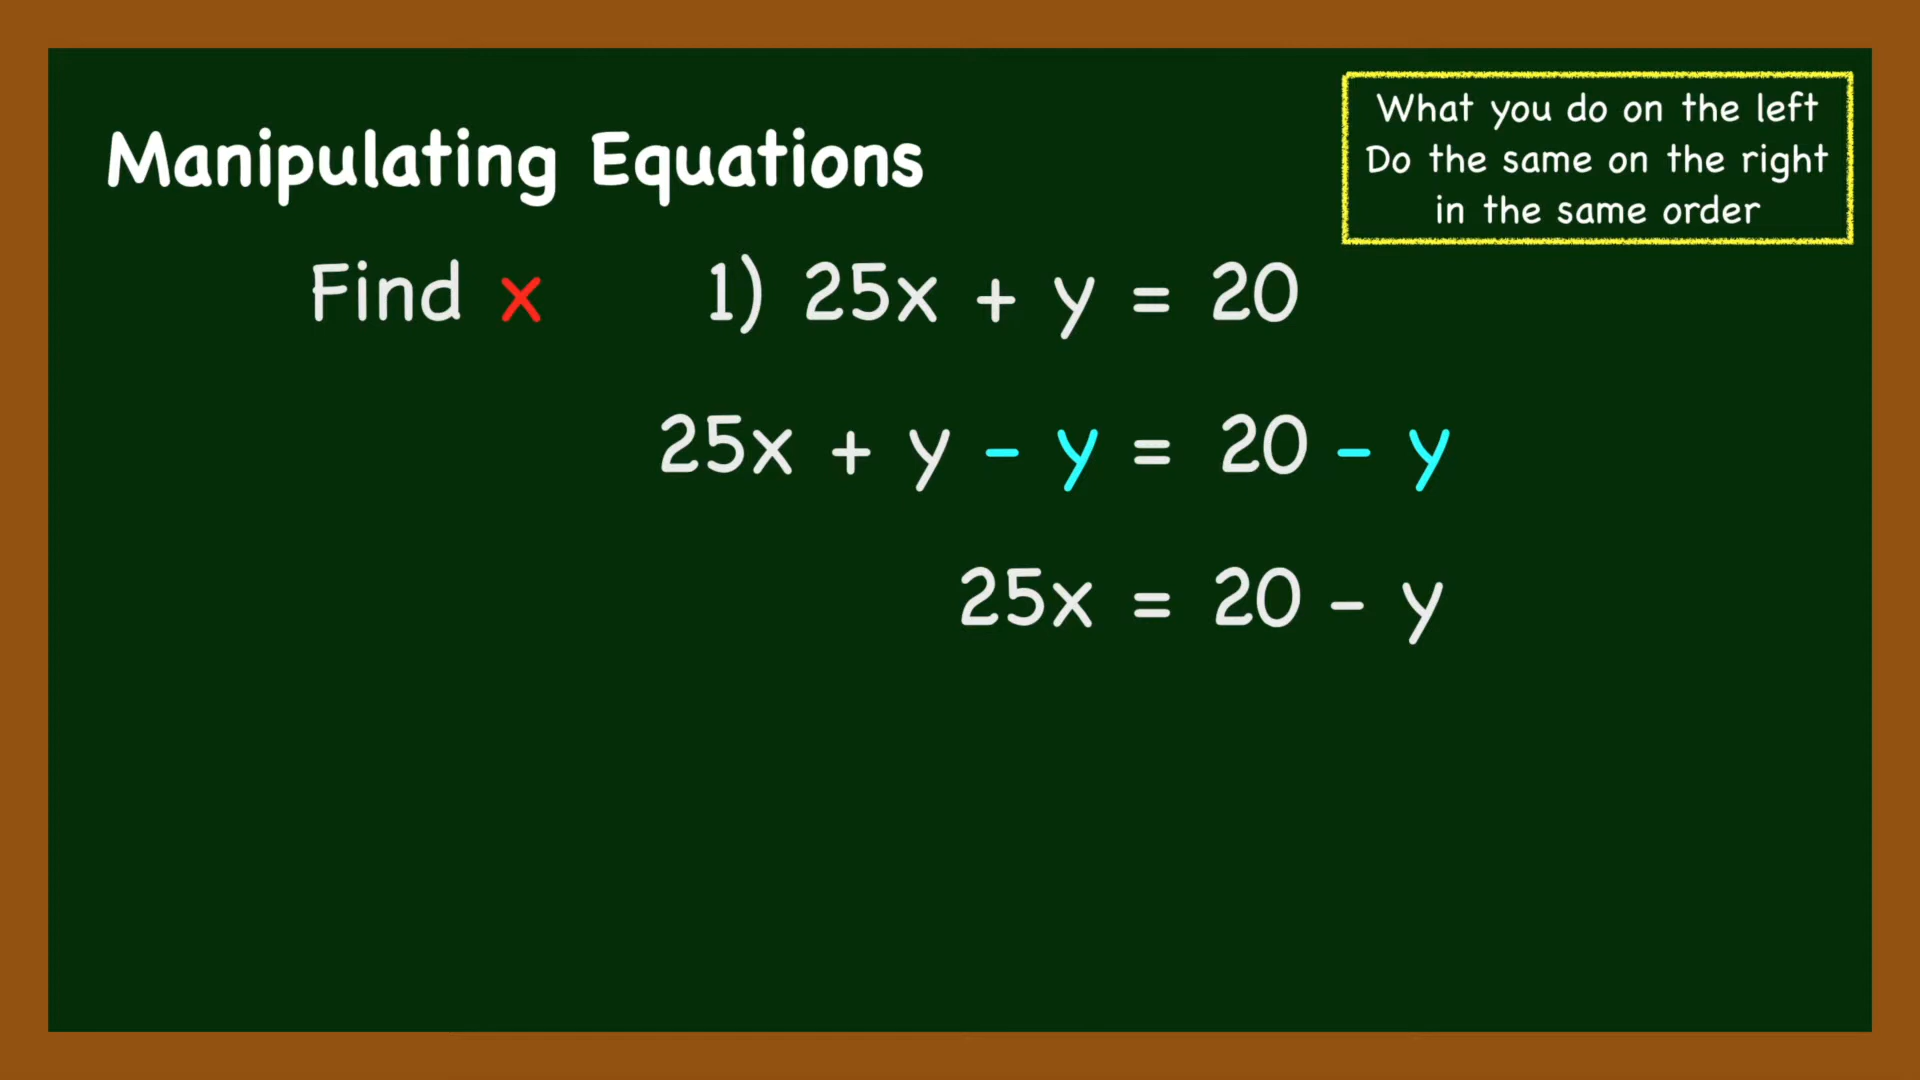 What you do on the left
Do the same on the right
in the same order
Manipulating Equations
Find x 1) 25x + y = 20
25x + y - y = 20 - y
25x = 20 - y